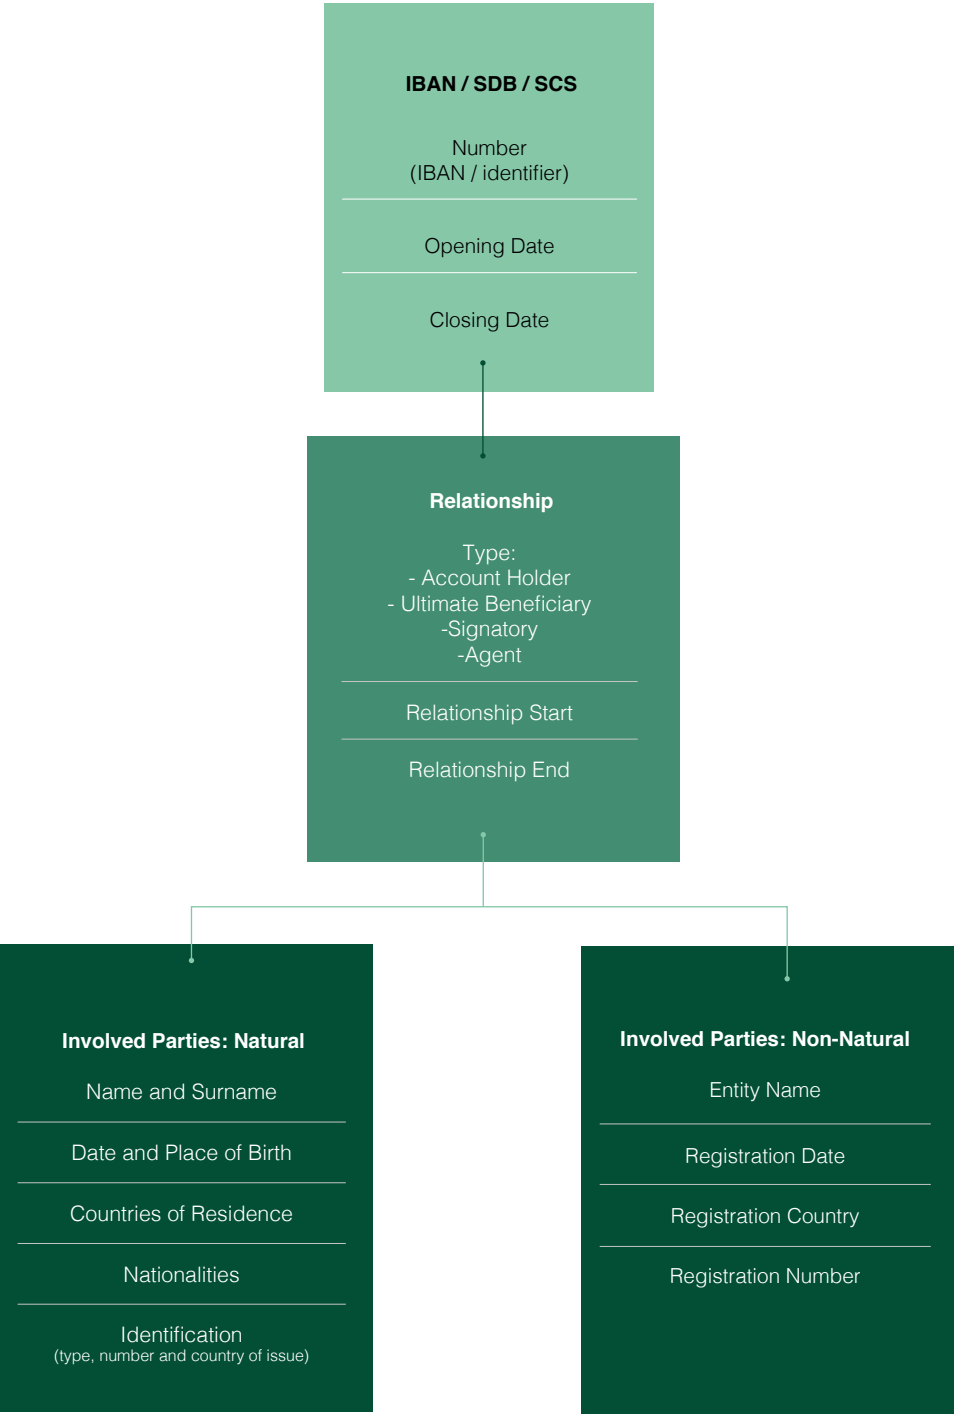 IBAN / SDB / SCS
Number
(IBAN / identifier)
Opening Date
Closing Date
Relationship
Type:
- Account Holder
- Ultimate Beneficiary
-Signatory
-Agent
Relationship Start
Relationship End
Involved Parties: Natural
Name and Surname
Date and Place of Birth
Countries of Residence
Nationalities
Identification
(type, number and country of issue)
Involved Parties: Non-Natural
Entity Name
Registration Date
Registration Country
Registration Number